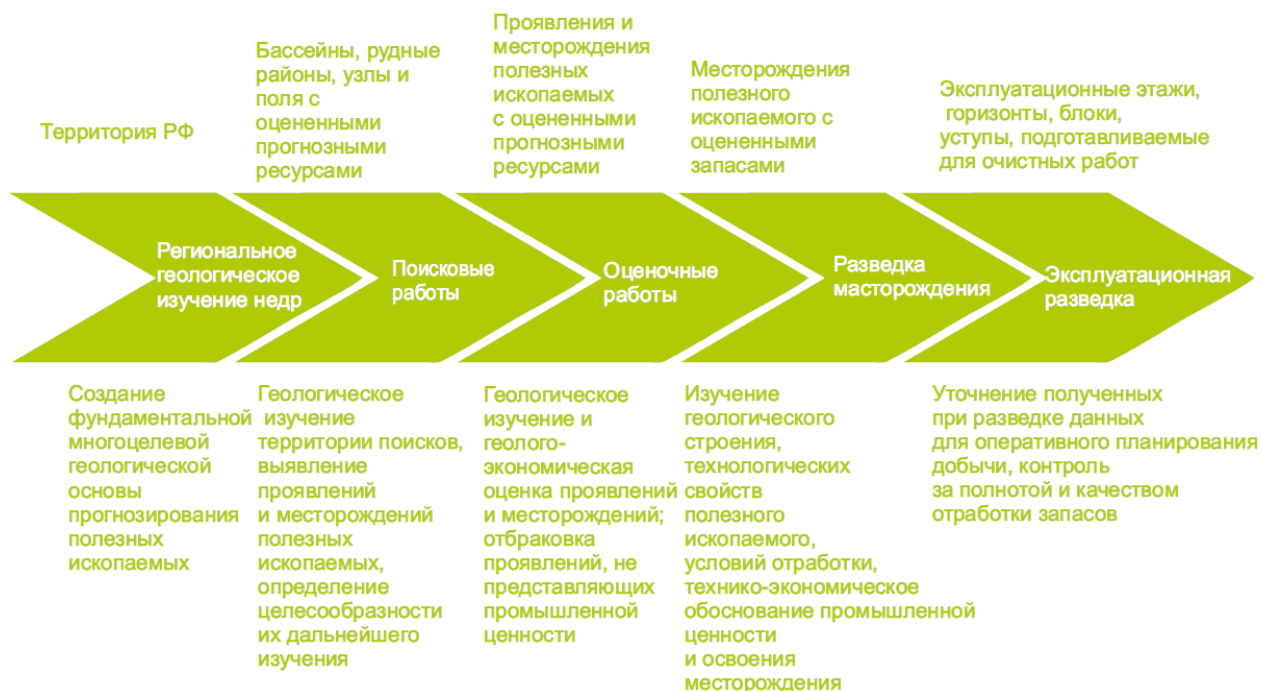 Территория РФ
Бассейны, рудные
районы, узлы и
поля с
оцененными
прогнозными
ресурсами
Проявления и
месторождения
полезных
ископаемых
с оцененными
прогнозными
ресурсами
Месторождения
полезного
ископаемого с
оцененными
запасами
Эксплуатационные этажи,
горизонты, блоки,
уступы, подготавливаемые
для очистных работ
Региональное
геологическое
изучение недр
Поисковые
работы
Оценочные
работы
Разведка
масторождения
Эксплуатационная
разведка
Создание
фундаментальной
многоцелевой
геологической
основы
прогнозирования
полезных
ископаемых
Геологическое
изучение
территории поисков,
выявление
проявлений
и месторождений
полезных
ископаемых,
определение
целесообразности
их дальнейшего
изучения
Геологическое
изучение и
геолого-
экономическая
оценка проявлений
и месторождений;
отбраковка
проявлений, не
представляющих
промышленной
ценности
Изучение
геологического
строения,
технологических
свойств
полезного
ископаемого,
условий отработки,
технико-экономическое
обоснование промышленной
ценности
и освоения
месторождения
Уточнение полученных
при разведке данных
для оперативного планирования
добычи, контроль
за полнотой и качеством
отработки запасов